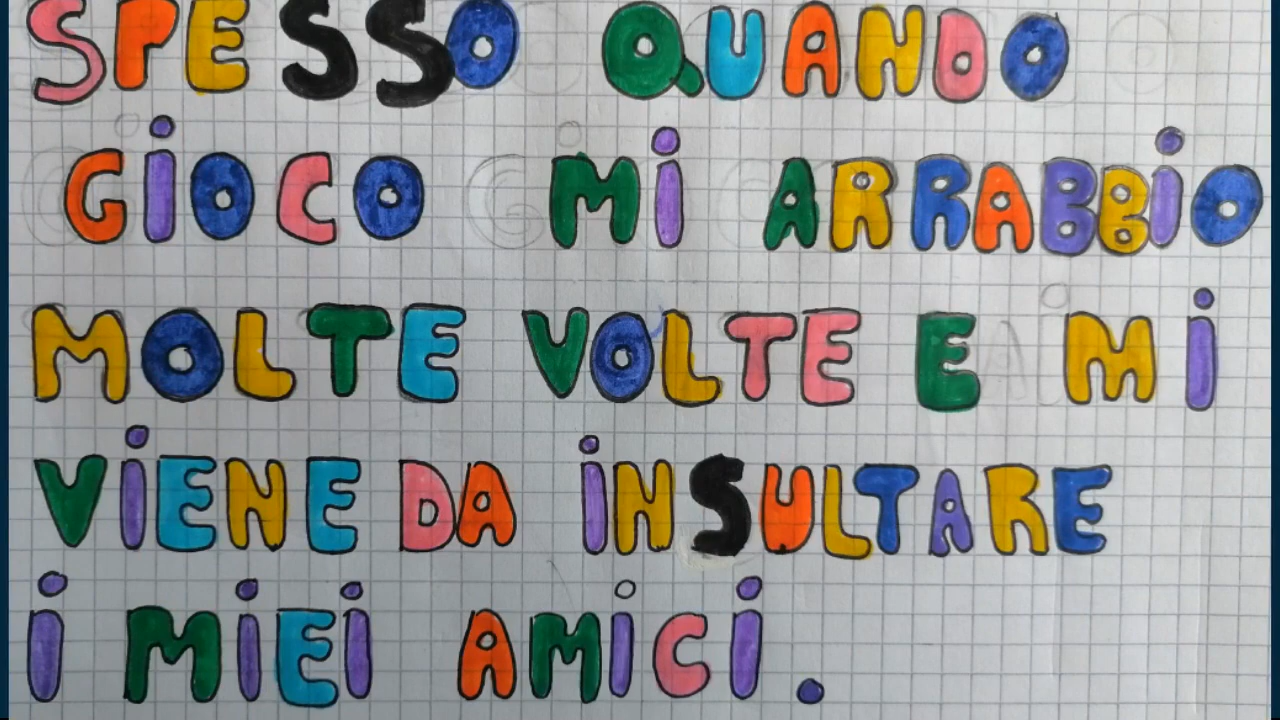 SPESSO QUANDO
GiOCO Mi ARRABBiO
MOLTE VOLTE E Mi
ViENE DA iNSULTARE
i MiEi AMiCi.